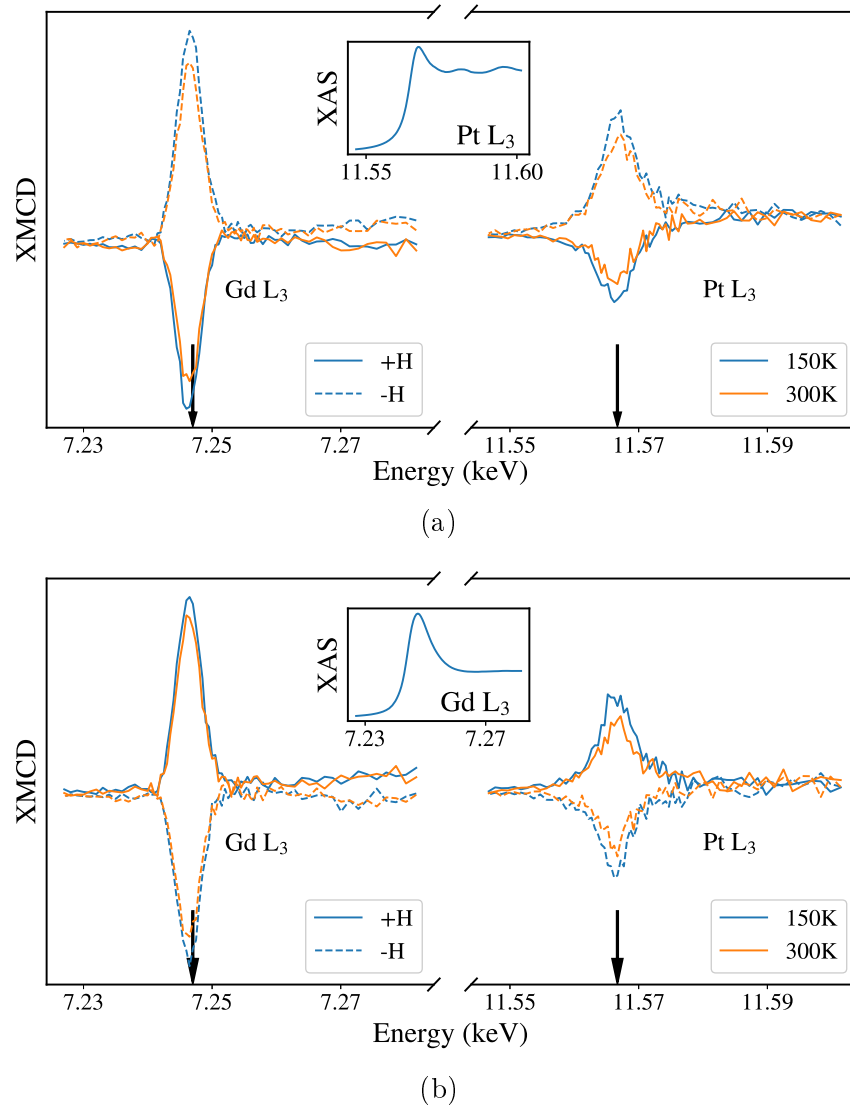 XAS
Pt L3
11.55 11.60
XMCD
Gd L3
Pt L3
+H
-H
150K
300K
7.23 7.25 7.27 11.55 11.57 11.59
Energy (keV)
(a)
XAS
Gd L3
7.23 7.27
XMCD
Gd L3
Pt L3
+H
-H
150K
300K
7.23 7.25 7.27 11.55 11.57 11.59
Energy (keV)
(b)